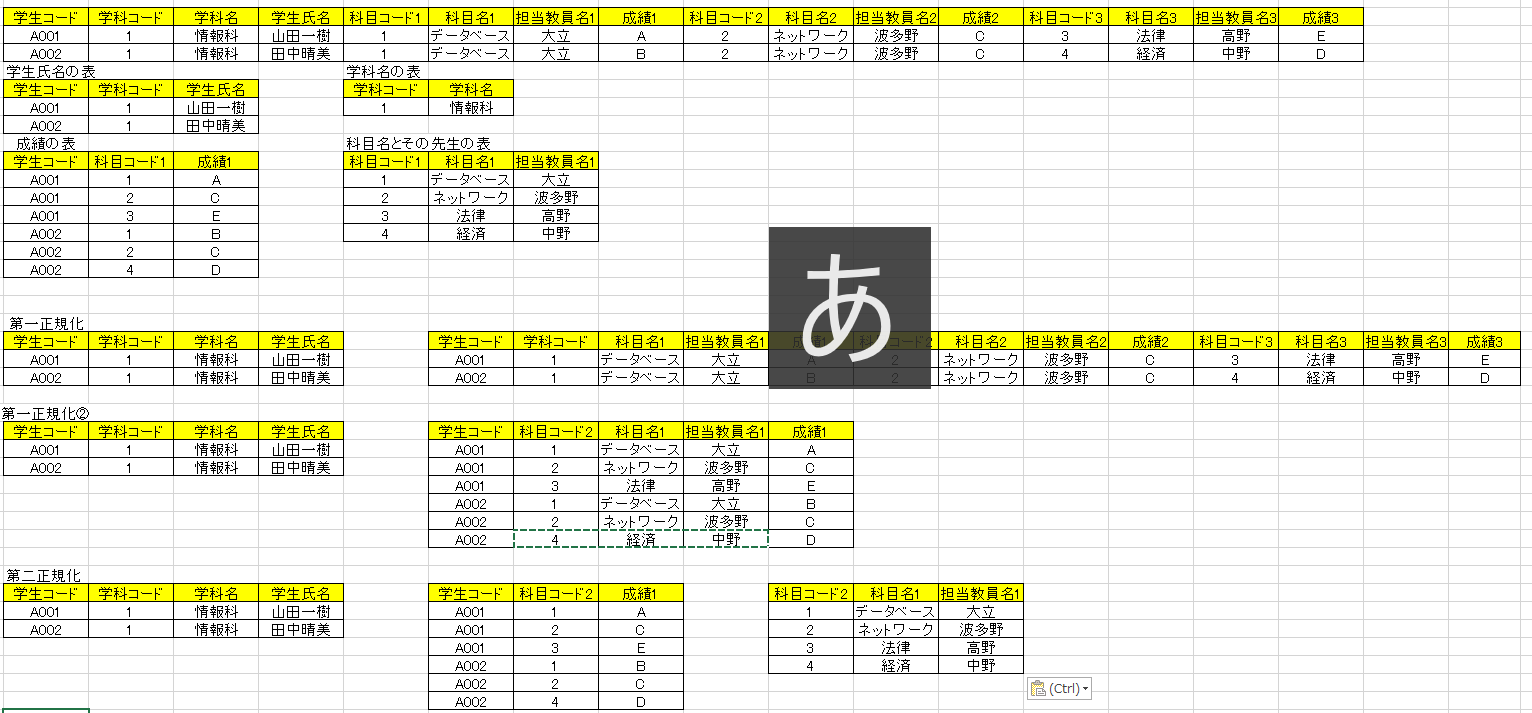 学生コード 学科コード 学科名 学生氏名 科目コード1 科目名1 担当教員名1 成績1 科目コード2 科目名2 担当教員名2 成績2 科目コード3 科目名3 担当教員名3 成績3
A001 1 情報科 山田一樹 1 データベース 大立 A 2 ネットワーク 波多野 C 3 法律 高野 E
A002 1 情報科 田中晴美 1 データベース 大立 B 2 ネットワーク 波多野 C 4 経済 中野 D
学生氏名の表 学科名の表
学生コード 学科コード 学生氏名 学科コード 学科名
A001 1 山田一樹 1 情報科
A002 1 田中晴美
成績の表 科目名とその先生の表
学生コード 科目コード1 成績1 科目コード1 科目名1 担当教員名1
A001 1 A 1 データベース 大立
A001 2 C 2 ネットワーク 波多野
A001 3 E 3 法律 高野
A002 1 B 4 経済 中野
A002 2 C
A002 4 D
あ
第一正規化
学生コード 学科コード 学科名 学生氏名 学生コード 学科コード 科目名1 担当教員名1 成績1 科目コード2 科目名2 担当教員名2 成績2 科目コード3 科目名3 担当教員名3 成績3
A001 1 情報科 山田一樹 A001 1 データベース 大立 A 2 ネットワーク 波多野 C 3 法律 高野 E
A002 1 情報科 田中晴美 A002 1 データベース 大立 B 2 ネットワーク 波多野 C 4 経済 中野 D
第一正規化②
学生コード 学科コード 学科名 学生氏名 学生コード 科目コード2 科目名1 担当教員名1 成績1
A001 1 情報科 山田一樹 A001 1 データベース 大立 A
A002 1 情報科 田中晴美 A001 2 ネットワーク 波多野 C
A001 3 法律 高野 E
A002 1 データベース 大立 B
A002 2 ネットワーク 波多野 C
A002 4 経済 中野 D
第二正規化
学生コード 学科コード 学科名 学生氏名 学生コード 科目コード2 成績1 科目コード2 科目名1 担当教員名1
A001 1 情報科 山田一樹 A001 1 A 1 データベース 大立
A002 1 情報科 田中晴美 A001 2 C 2 ネットワーク 波多野
A001 3 E 3 法律 高野
A002 1 B 4 経済 中野
A002 2 C
(Ctrl)
A002 4 D